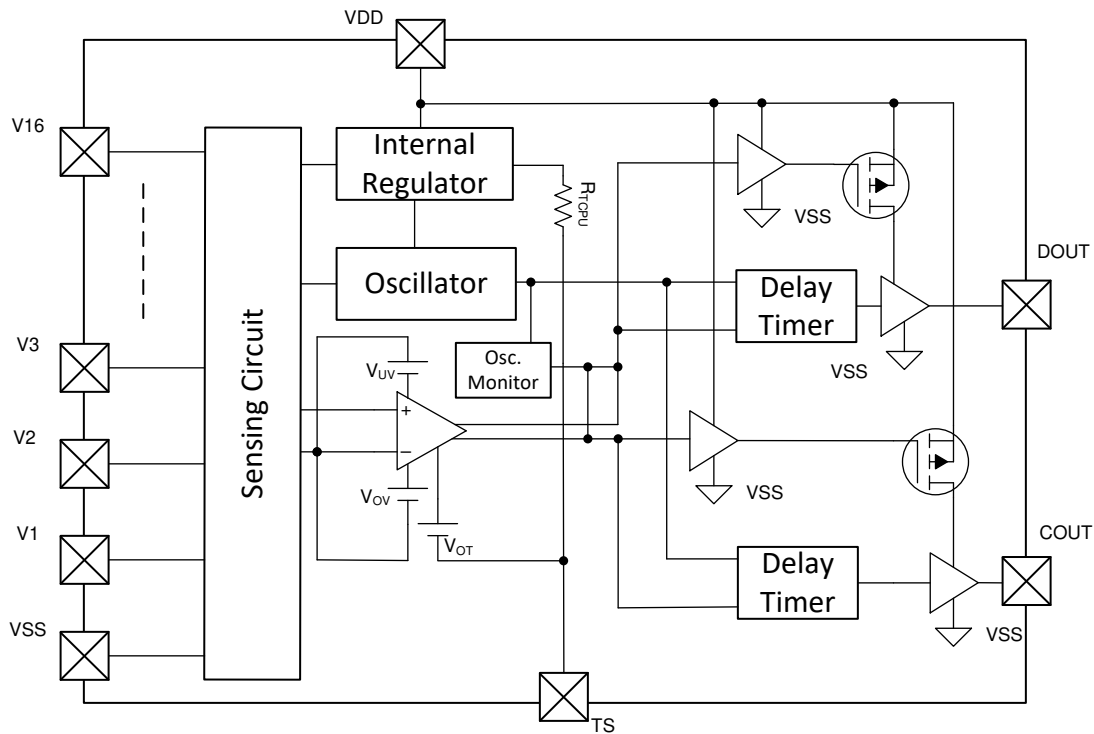 VDD
V16
Internal
Regulator
RTCPU
VSS
DOUT
Oscillator
Delay
Timer
V3
Osc.
Monitor
VUV
VSS
Sensing Circuit
V2
+
−
VOV
VSS
V1
VOT
COUT
Delay
Timer
VSS
VSS
TS